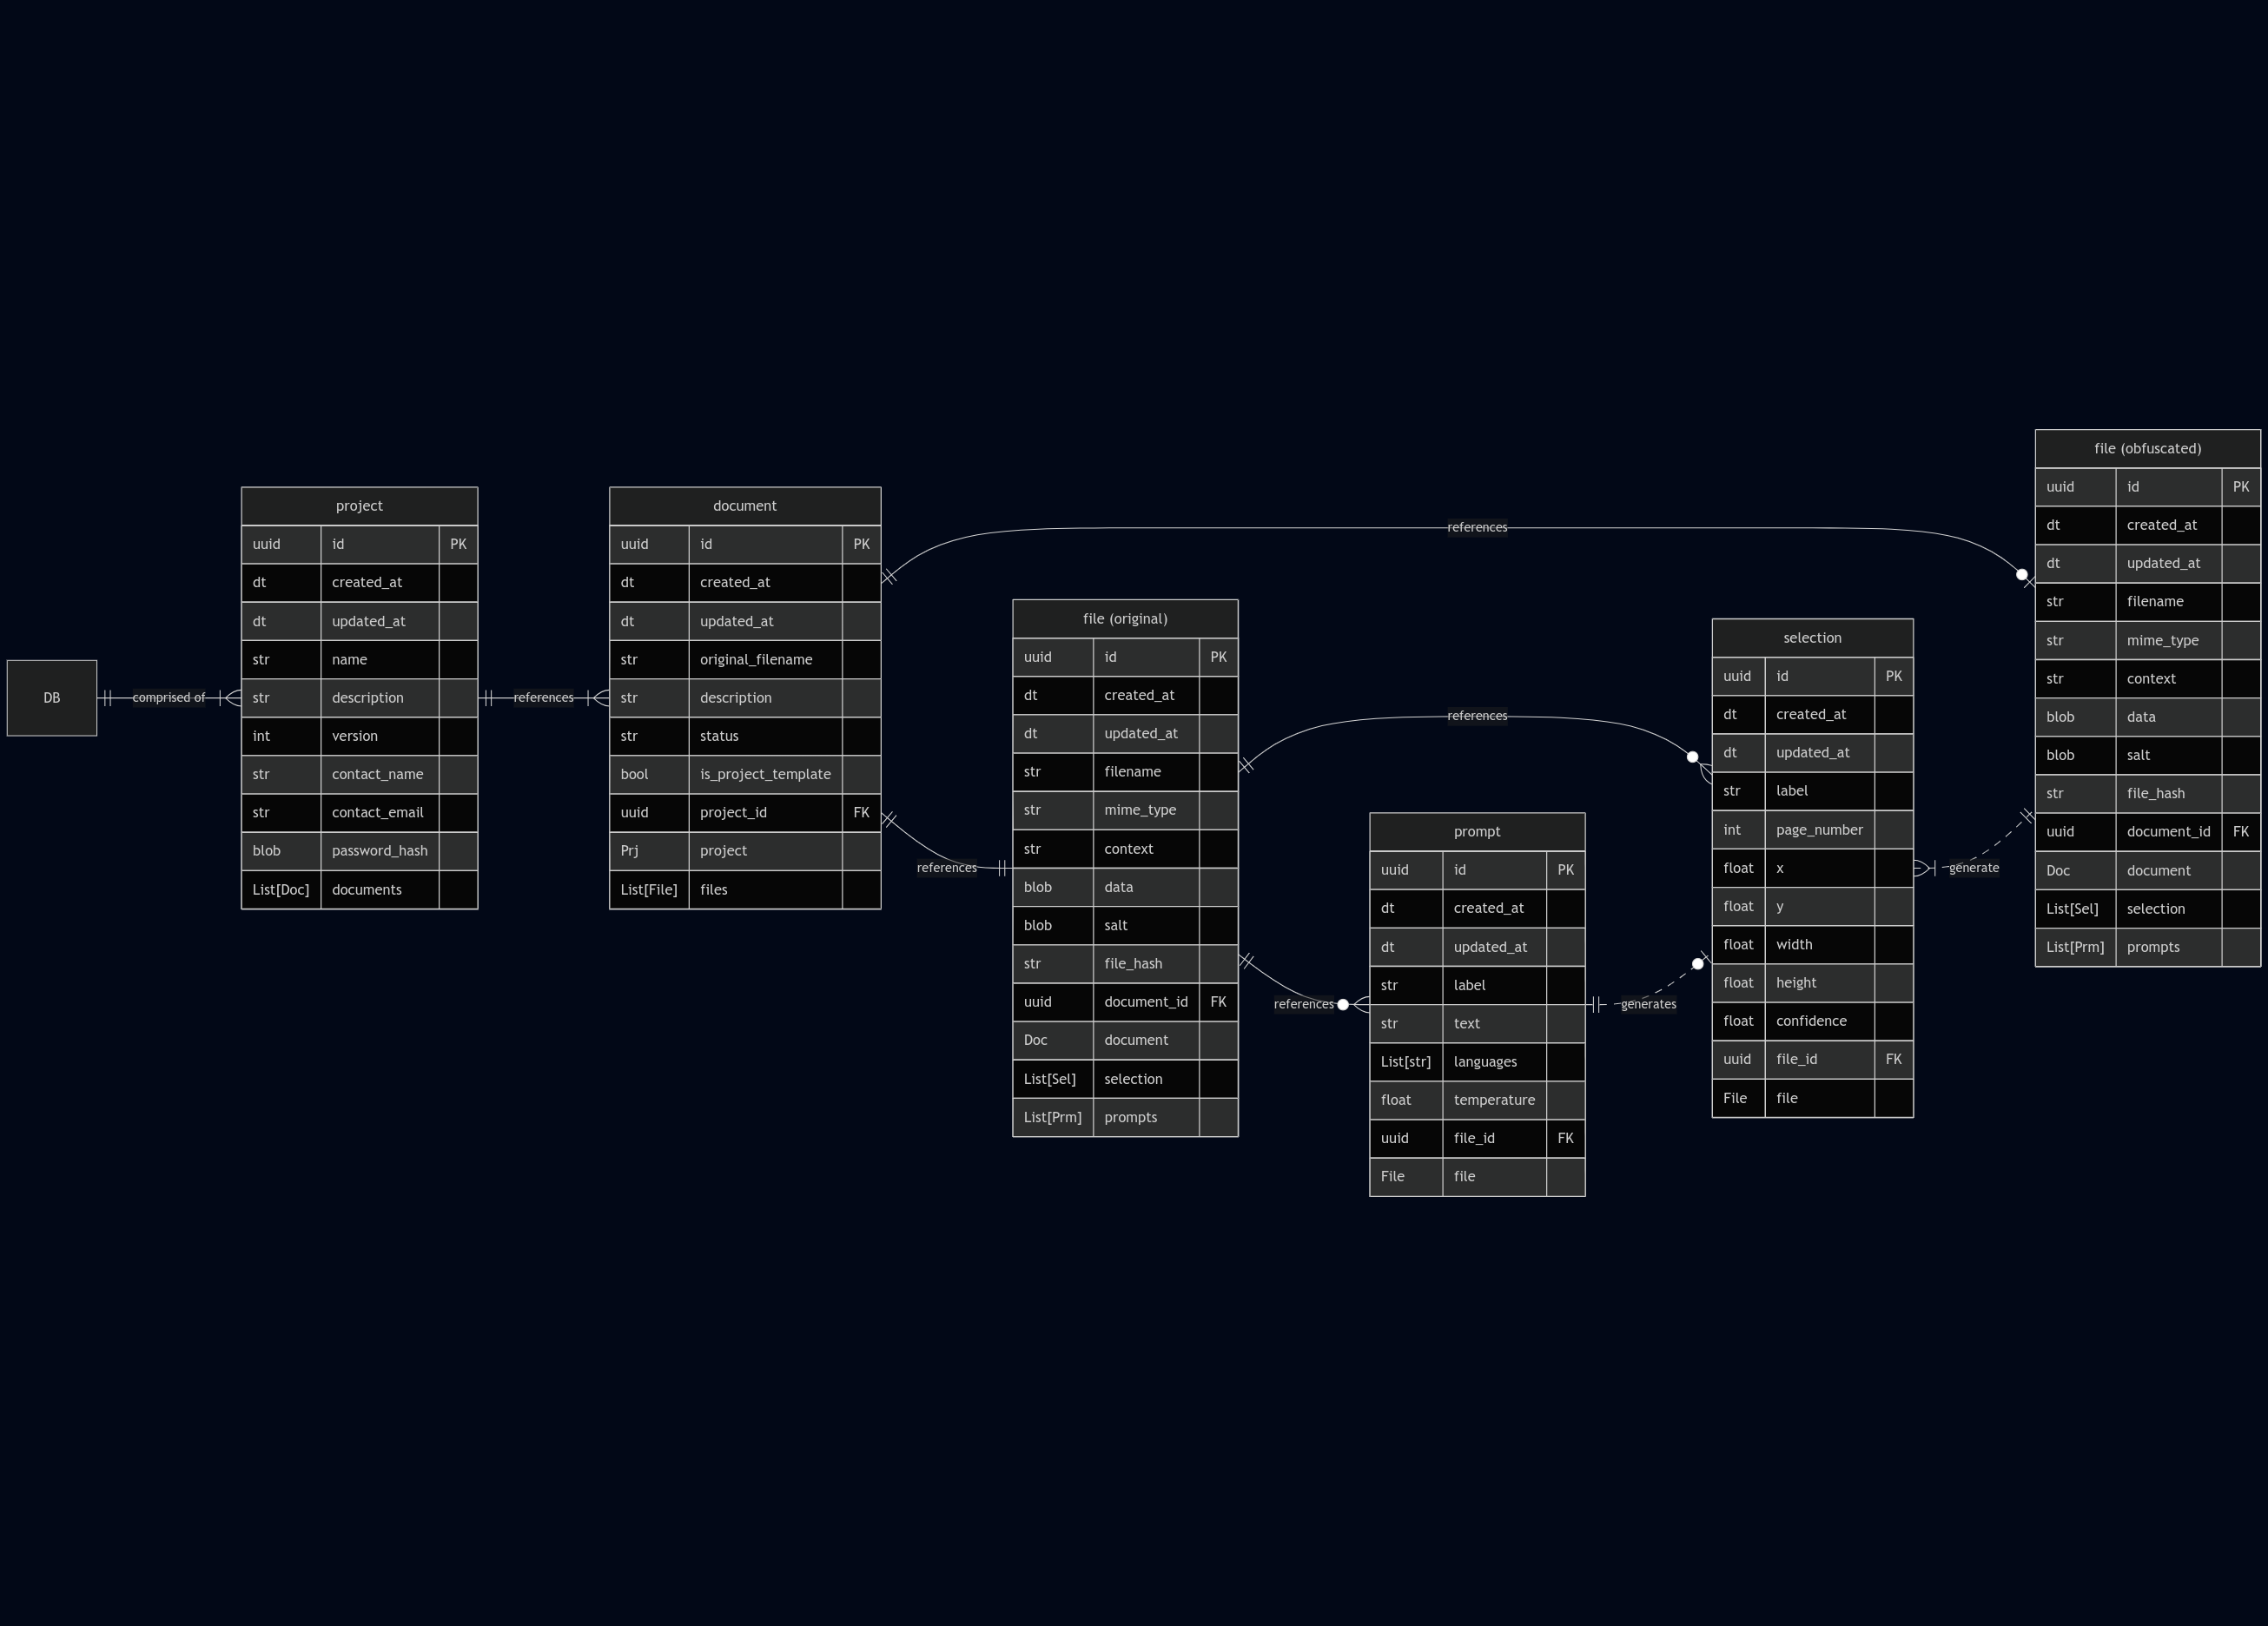 DB
comprised of
project
uuid id PK
dt created_at
dt updated_at
str name
str description
int version
str contact_name
str contact_email
blob password_hash
List[Doc] documents
references
document
uuid id PK
dt created_at
dt updated_at
str original_filename
str description
str status
bool is_project_template
uuid project_id FK
Prj project
List[File] files
references
references
file (original)
uuid id PK
dt created_at
dt updated_at
str filename
str mime_type
str context
blob data
blob salt
str file_hash
uuid document_id FK
Doc document
List[Sel] selection
List[Prm] prompts
references
references
prompt
uuid id PK
dt created_at
dt updated_at
str label
str text
List[str] languages
float temperature
uuid file_id FK
File file
generates
selection
uuid id PK
dt created_at
dt updated_at
str label
int page_number
float x
float y
float width
float height
float confidence
uuid file_id FK
File file
generate
file (obfuscated)
uuid id PK
dt created_at
dt updated_at
str filename
str mime_type
str context
blob data
blob salt
str file_hash
uuid document_id FK
Doc document
List[Sel] selection
List[Prm] prompts